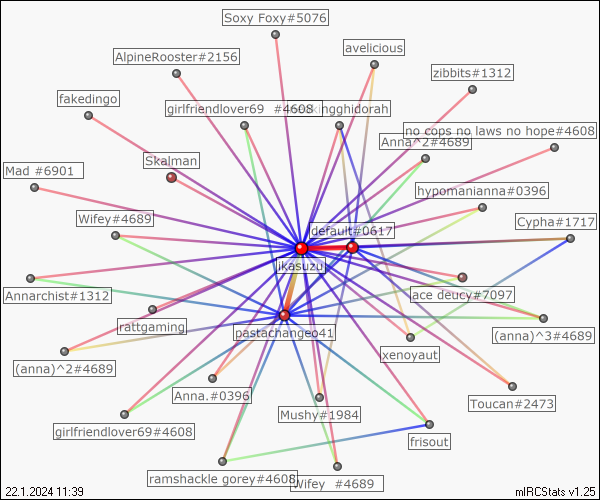 Soxy Foxy#5076
avelicious
AlpineRooster#2156
zibbits#1312
fakedingo
girlfriendlover69 #4608
kingghidorah
no cops no laws no hope#4608
Anna^2#4689
Skalman
Mad #6901
hypomanianna#0396
Wifey#4689
Cypha#1717
default#0617
ikasuzu
Annarchist#1312
ace deucy#7097
rattgaming
pastachangeo41
(anna)^3#4689
xenoyaut
(anna)^2#4689
Anna.#0396
Toucan#2473
Mushy#1984
girlfriendlover69#4608
frisout
ramshackle gorey#4608
Wifey #4689
22.1.2024 11:39
mIRCStats v1.25